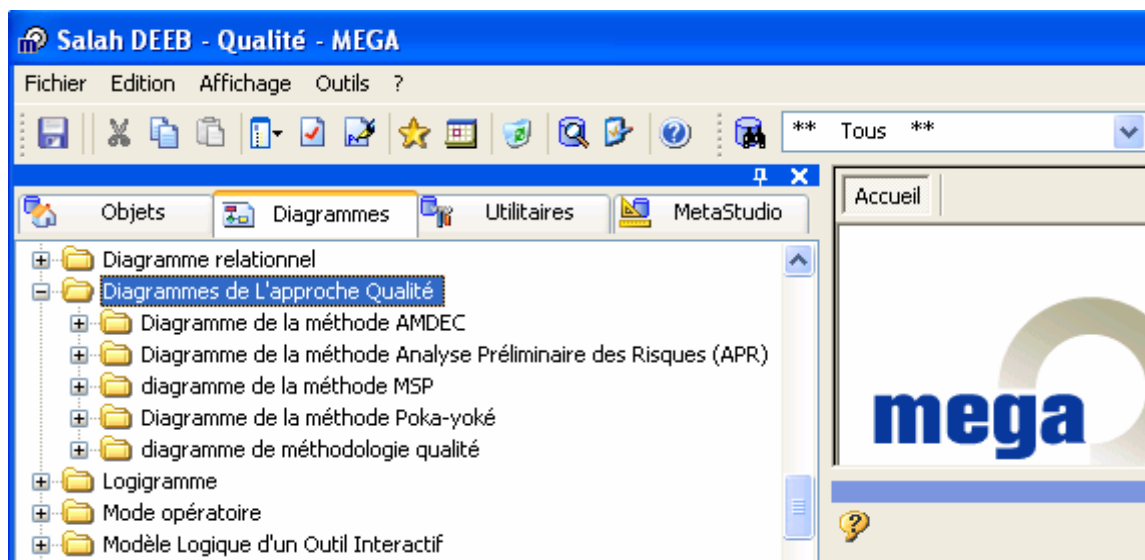 Salah DEEB - Qualité - MEGA
Fichier Edition Affichage Outils ?
** Tous **
Objets Diagrammes Utilitaires MetaStudio
Accueil
Diagramme relationnel
Diagrammes de L'approche Qualité
Diagramme de la méthode AMDEC
Diagramme de la méthode Analyse Préliminaire des Risques (APR)
diagramme de la méthode MSP
Diagramme de la méthode Poka-yoké
diagramme de méthodologie qualité
Logigramme
Mode opératoire
Modèle Logique d'un Outil Interactif
mega